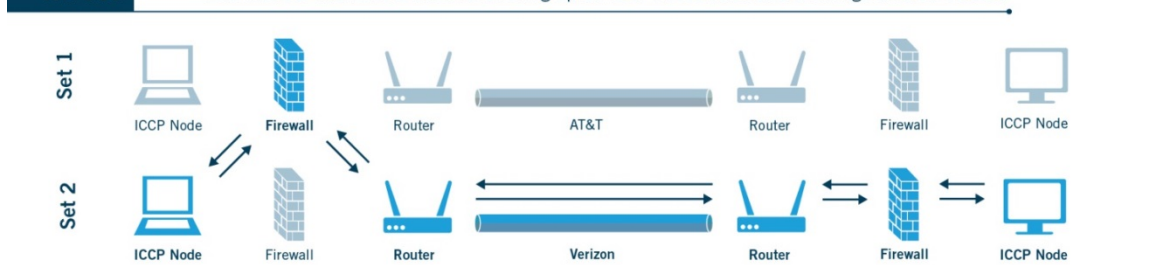 Set 1
ICCP Node Firewall Router AT&T Router Firewall ICCP Node
Set 2
ICCP Node Firewall Router Verizon Router Firewall ICCP Node